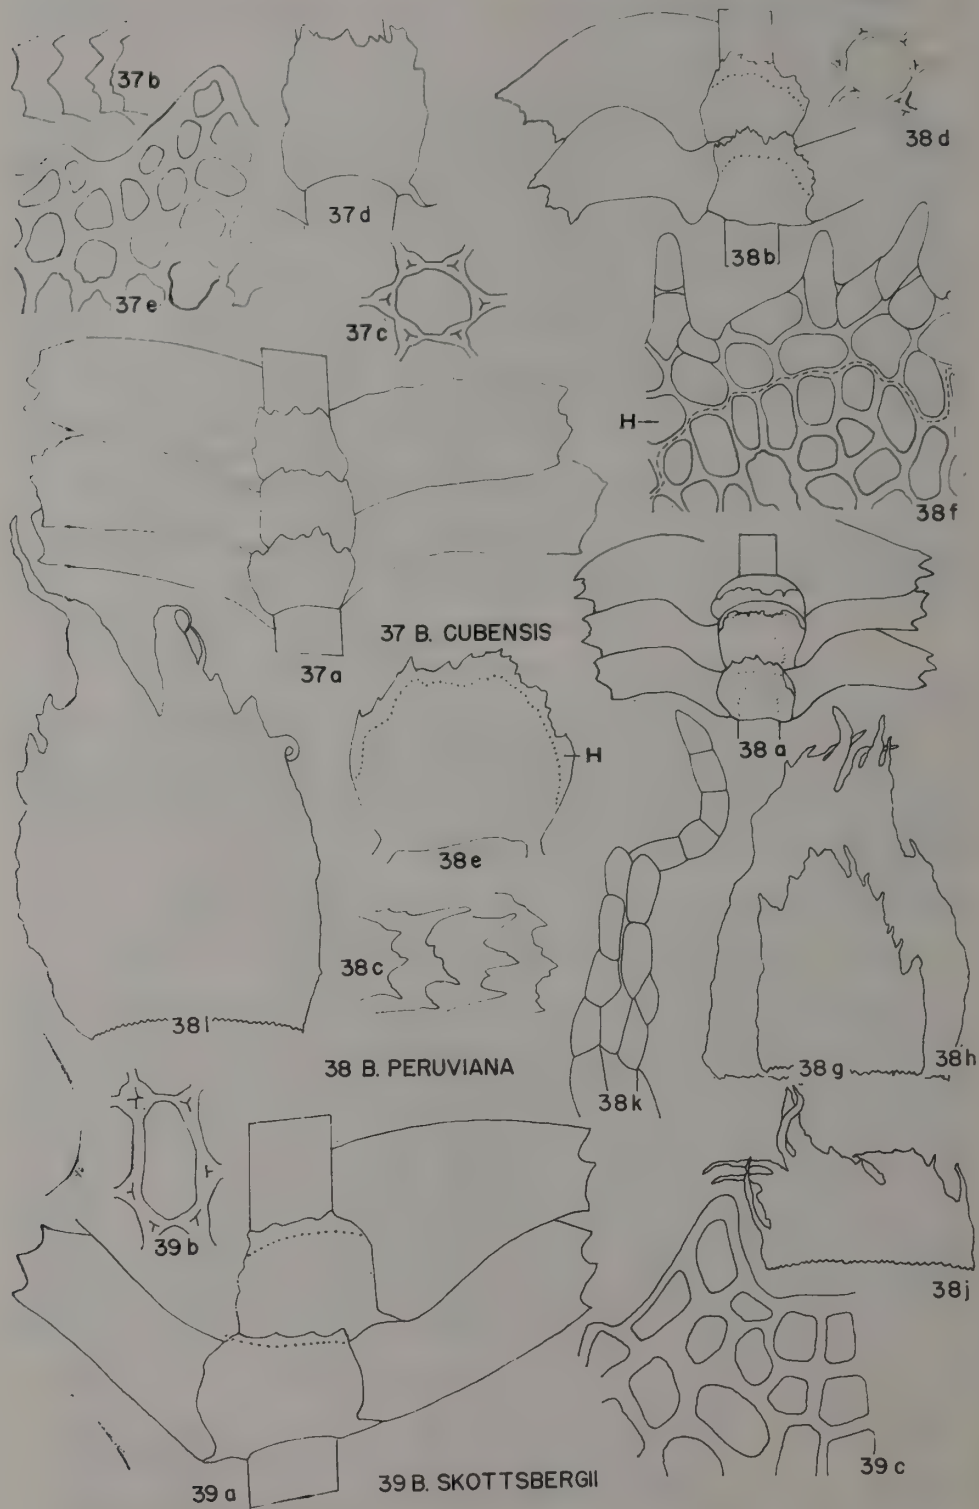 37b
37d
38d
38b
37e
37c
H
38f
37 B. CUBENSIS
37a
38a
H
38e
38c
38i
38 B. PERUVIANA
38k
38g
38h
39b
38j
39a
39 B. SKOTTSBERGII
39c